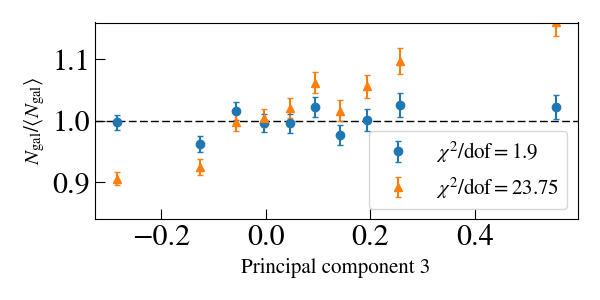 1.1
1.0
0.9
N_gal/⟨N_gal⟩
χ²/dof = 1.9
χ²/dof = 23.75
−0.2 0.0 0.2 0.4
Principal component 3